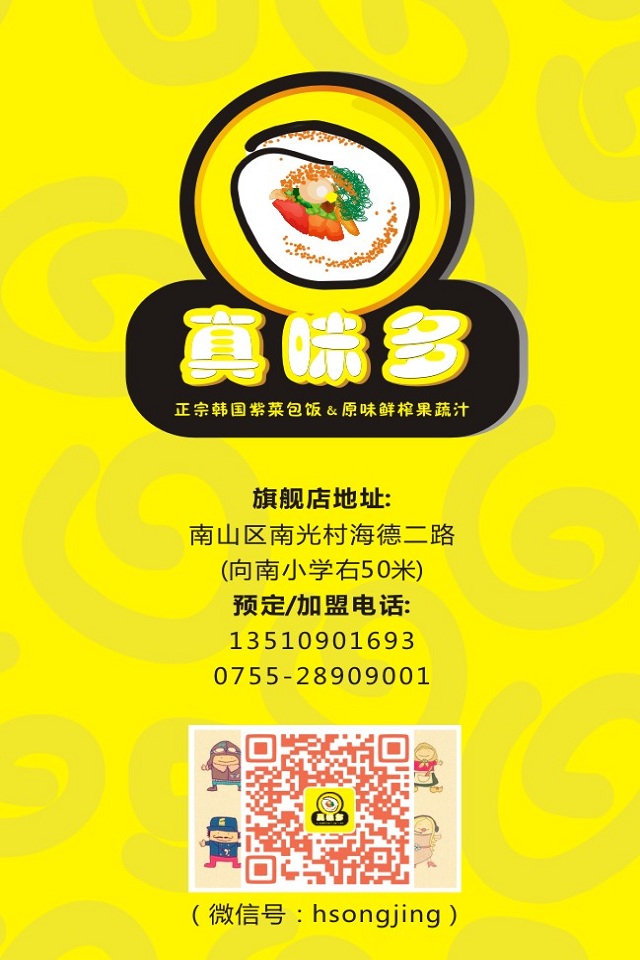 真味多
正宗韩国紫菜包饭&原味鲜榨果蔬汁
旗舰店地址:
南山区南光村海德二路
(向南小学右50米)
预定/加盟电话:
13510901693
0755-28909001
(微信号:hsongjing)